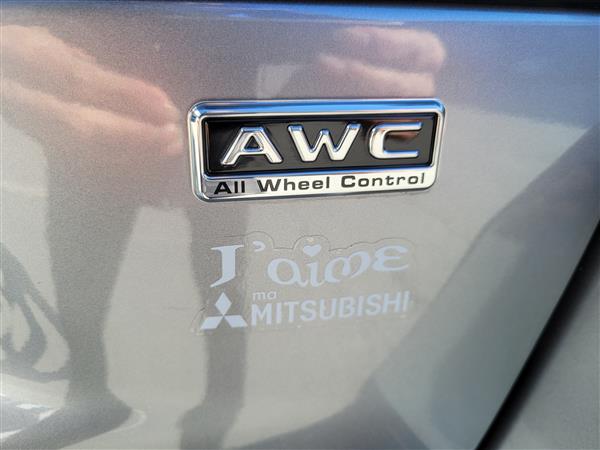 AWC
All Wheel Control
J'aime
ma
MITSUBISHI